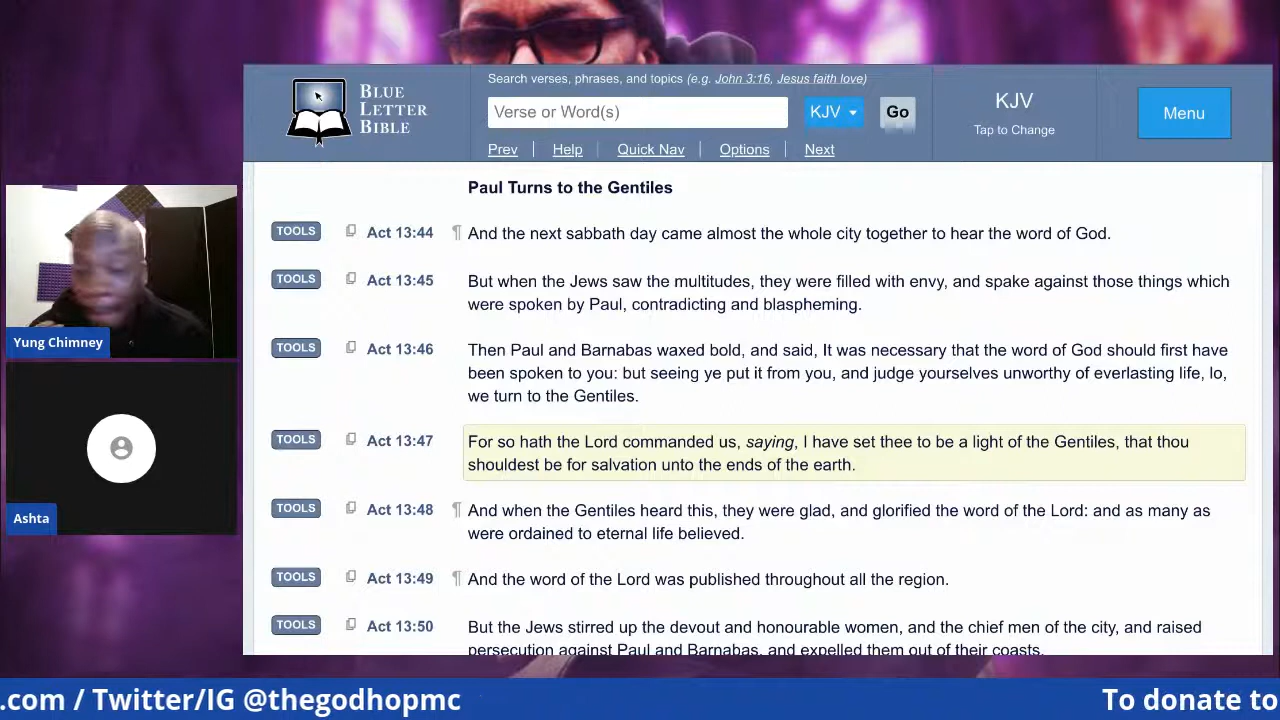 Search verses, phrases, and topics (e.g. John 3:16, Jesus faith love)
BLUE
LETTER
BIBLE
Verse or Word(s)
KJV
Go
KJV
Tap to Change
Menu
Prev
Help
Quick Nav
Options
Next
Paul Turns to the Gentiles
TOOLS Act 13:44 ¶ And the next sabbath day came almost the whole city together to hear the word of God.
TOOLS Act 13:45 But when the Jews saw the multitudes, they were filled with envy, and spake against those things which
were spoken by Paul, contradicting and blaspheming.
TOOLS Act 13:46 Then Paul and Barnabas waxed bold, and said, It was necessary that the word of God should first have
been spoken to you: but seeing ye put it from you, and judge yourselves unworthy of everlasting life, lo,
we turn to the Gentiles.
TOOLS Act 13:47 For so hath the Lord commanded us, saying, I have set thee to be a light of the Gentiles, that thou
shouldest be for salvation unto the ends of the earth.
TOOLS Act 13:48 ¶ And when the Gentiles heard this, they were glad, and glorified the word of the Lord: and as many as
were ordained to eternal life believed.
TOOLS Act 13:49 ¶ And the word of the Lord was published throughout all the region.
TOOLS Act 13:50 But the Jews stirred up the devout and honourable women, and the chief men of the city, and raised
persecution against Paul and Barnabas, and expelled them out of their coasts.
Yung Chimney
Ashta
.com / Twitter/IG @thegodhopmc
To donate to